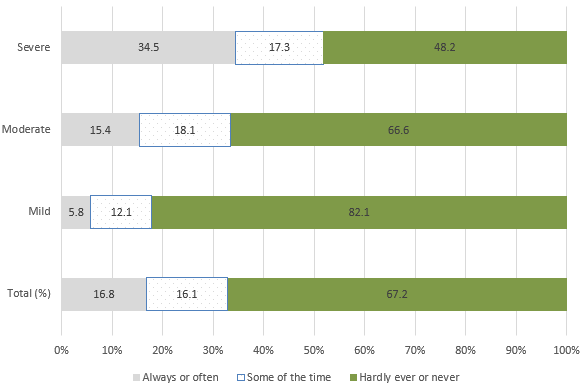 Severe 34.5 17.3 48.2
Moderate 15.4 18.1 66.6
Mild 5.8 12.1 82.1
Total (%) 16.8 16.1 67.2
0% 10% 20% 30% 40% 50% 60% 70% 80% 90% 100%
Always or often Some of the time Hardly ever or never